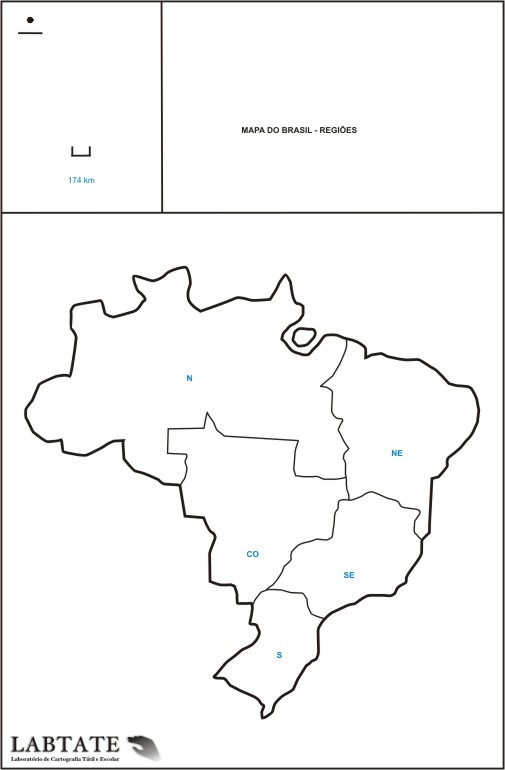 174 km
MAPA DO BRASIL - REGIÕES
N
NE
CO
SE
S
LABTATE
Laboratório de Cartografia Tátil e Escolar